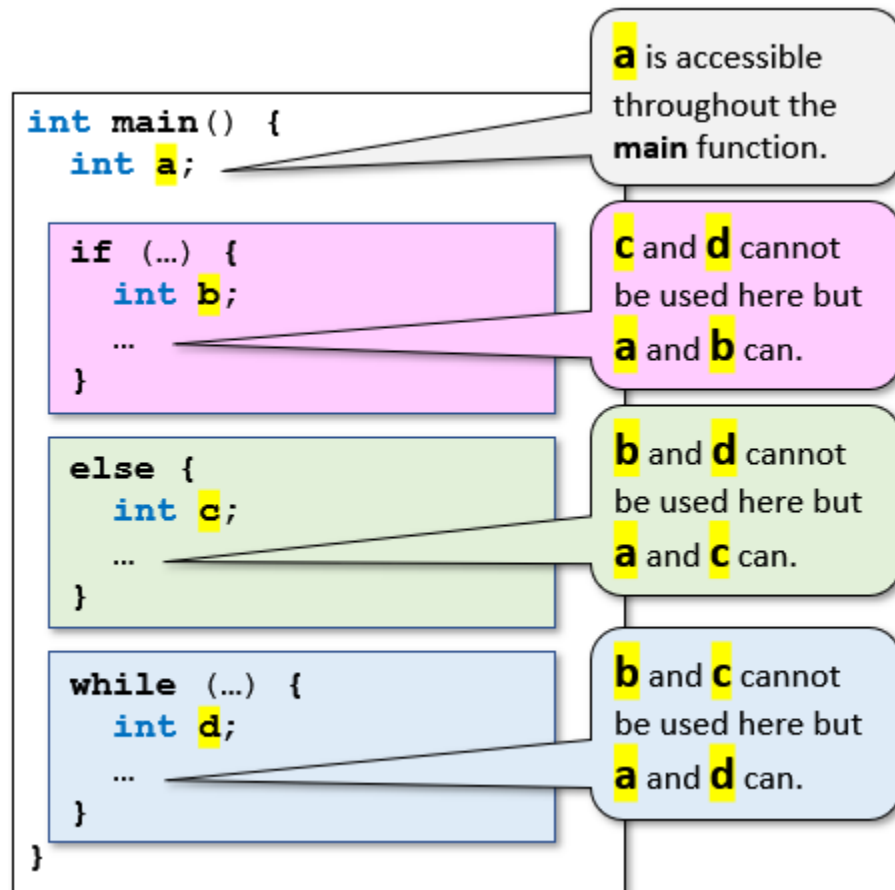 int main() {
int a;
if (…) {
int b;
…
}
else {
int c;
…
}
while (…) {
int d;
…
}
}
a is accessible
throughout the
main function.
c and d cannot
be used here but
a and b can.
b and d cannot
be used here but
a and c can.
b and c cannot
be used here but
a and d can.